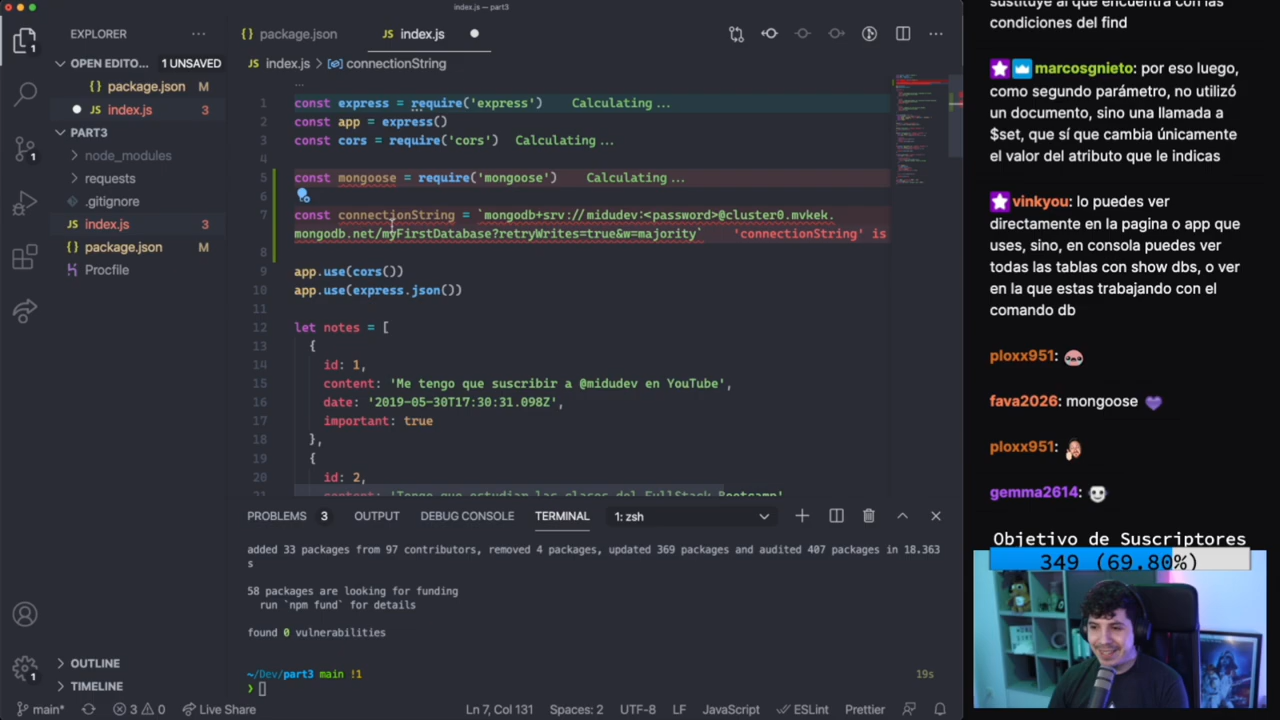 index.js — part3
EXPLORER
OPEN EDITO...
1 UNSAVED
package.json M
index.js 3
PART3
node_modules
requests
.gitignore
index.js 3
package.json M
Procfile
OUTLINE
TIMELINE
package.json
index.js
index.js > connectionString
...
1 const express = require('express') Calculating...
2 const app = express()
3 const cors = require('cors') Calculating...
4
5 const mongoose = require('mongoose') Calculating...
6
7 const connectionString = `mongodb+srv://midudev:<password>@cluster0.mvkek.
mongodb.net/myFirstDatabase?retryWrites=true&w=majority` 'connectionString' is
8
9 app.use(cors())
10 app.use(express.json())
11
12 let notes = [
13 {
14 id: 1,
15 content: 'Me tengo que suscribir a @midudev en YouTube',
16 date: '2019-05-30T17:30:31.098Z',
17 important: true
18 },
19 {
20 id: 2,
21 content: 'Tengo que estudiar las clases del FullStack Bootcamp'
PROBLEMS 3 OUTPUT DEBUG CONSOLE TERMINAL 1: zsh
added 33 packages from 97 contributors, removed 4 packages, updated 369 packages and audited 407 packages in 18.363
s
58 packages are looking for funding
run `npm fund` for details
found 0 vulnerabilities
~/Dev/part3 main !1 19s
❯
main* 3 0 Live Share Ln 7, Col 131 Spaces: 2 UTF-8 LF JavaScript ESLint Prettier
sustituye al que encuentra con las
condiciones del find
marcosgnieto: por eso luego,
como segundo parámetro, no utilizó
un documento, sino una llamada a
$set, que sí que cambia únicamente
el valor del atributo que le indicas
vinkyou: lo puedes ver
directamente en la pagina o app que
uses, sino, en consola puedes ver
todas las tablas con show dbs, o ver
en la que estas trabajando con el
comando db
ploxx951:
fava2026: mongoose
ploxx951:
gemma2614:
Objetivo de Suscriptores
349 (69.80%)